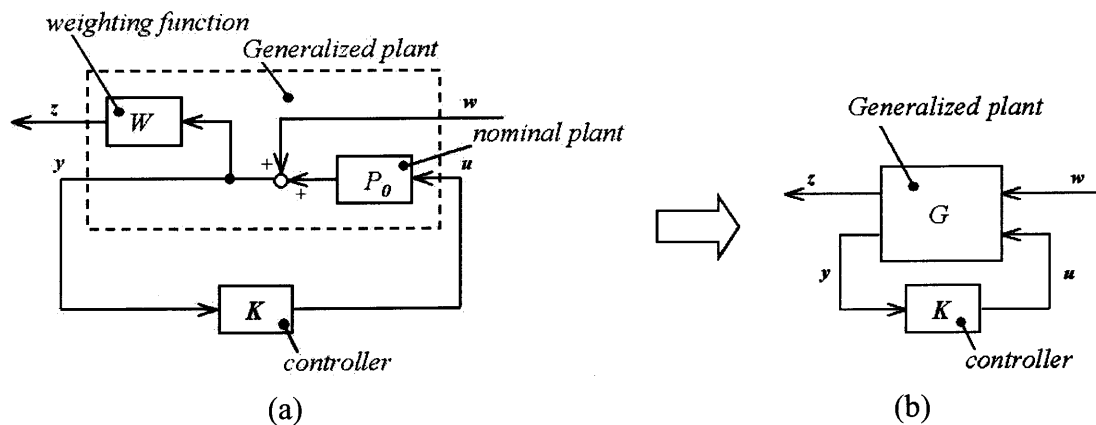 weighting function
Generalized plant
z
W
w
nominal plant
y
+
+
P0
u
K
controller
(a)
Generalized plant
z
G
w
y
u
K
controller
(b)